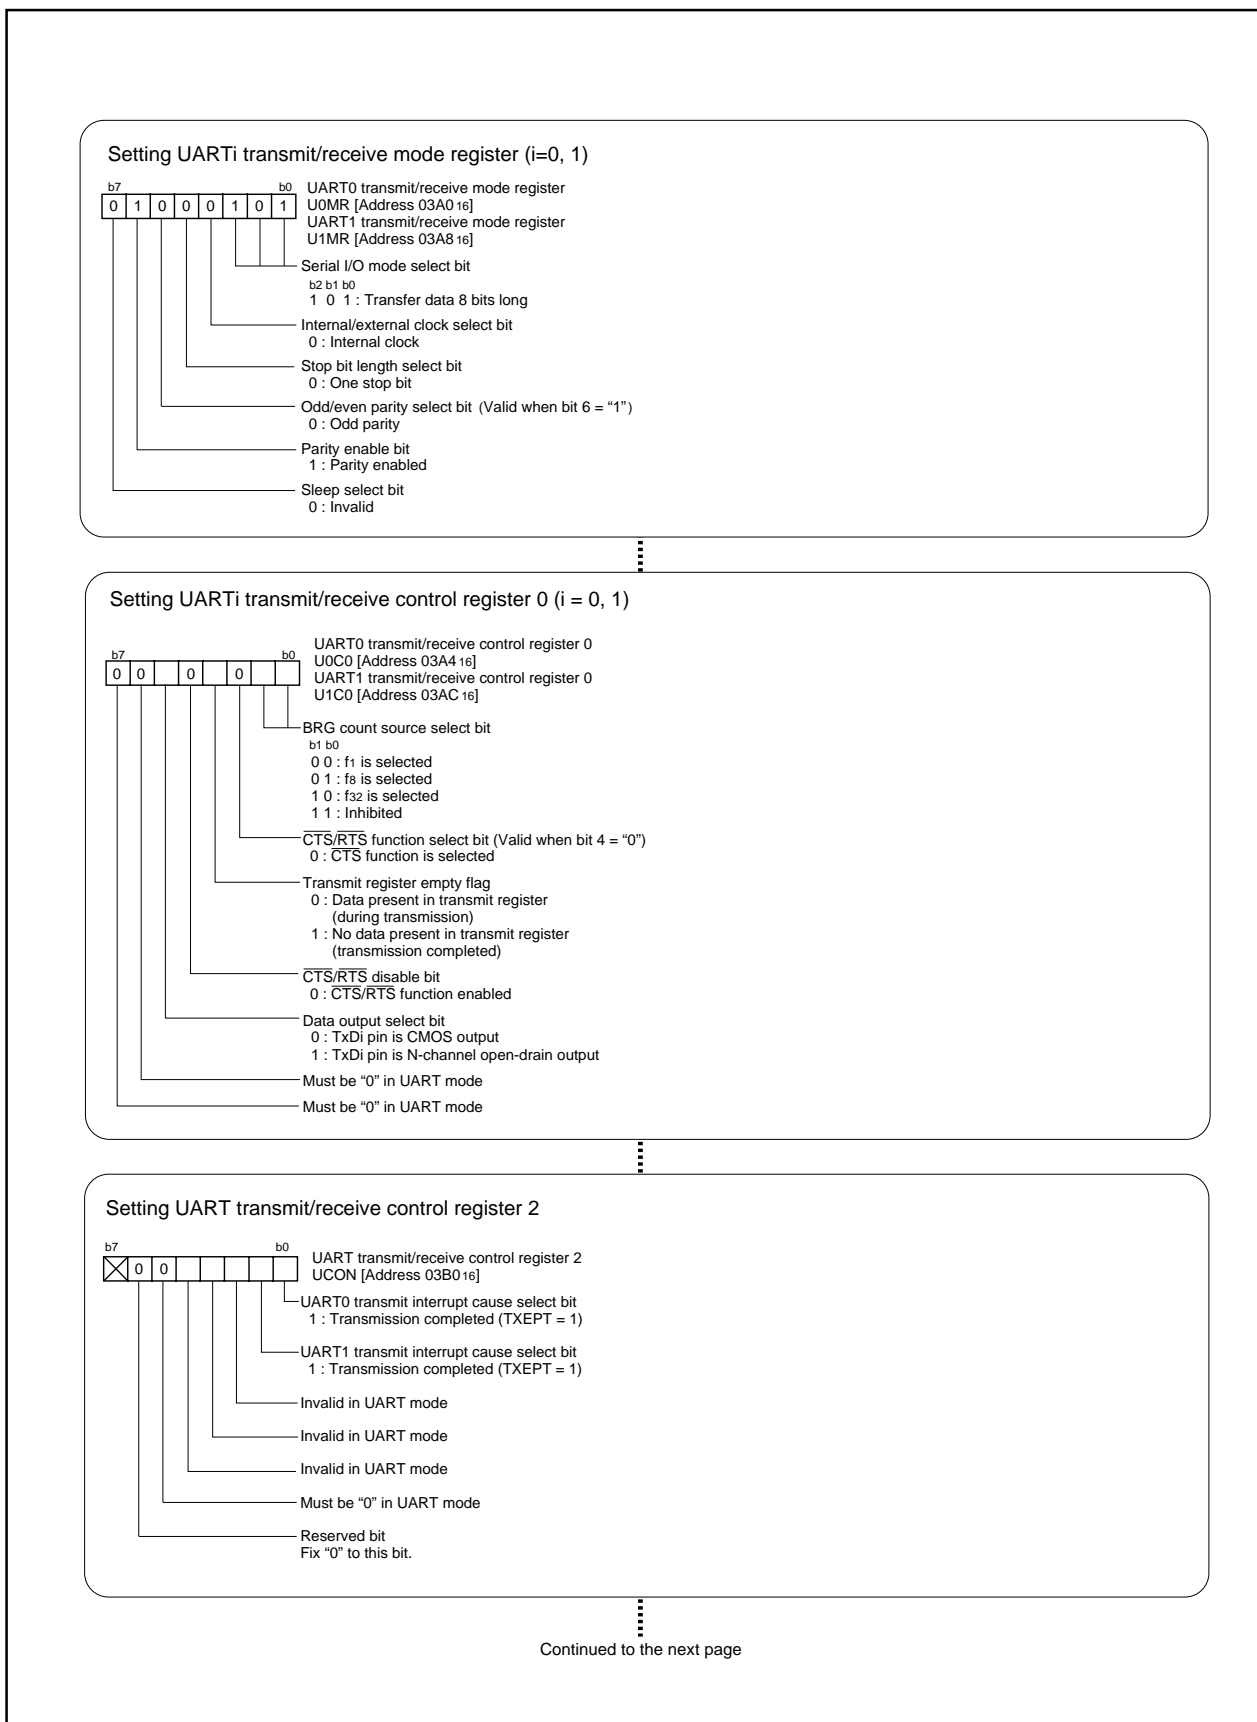 Setting UARTi transmit/receive mode register (i=0, 1)
b7 b0
0 1 0 0 0 1 0 1
UART0 transmit/receive mode register
U0MR [Address 03A016]
UART1 transmit/receive mode register
U1MR [Address 03A816]
Serial I/O mode select bit
b2 b1 b0
1 0 1 : Transfer data 8 bits long
Internal/external clock select bit
0 : Internal clock
Stop bit length select bit
0 : One stop bit
Odd/even parity select bit (Valid when bit 6 = “1”)
0 : Odd parity
Parity enable bit
1 : Parity enabled
Sleep select bit
0 : Invalid
Setting UARTi transmit/receive control register 0 (i = 0, 1)
b7 b0
0 0 0 0
UART0 transmit/receive control register 0
U0C0 [Address 03A416]
UART1 transmit/receive control register 0
U1C0 [Address 03AC16]
BRG count source select bit
b1 b0
0 0 : f1 is selected
0 1 : f8 is selected
1 0 : f32 is selected
1 1 : Inhibited
CTS/RTS function select bit (Valid when bit 4 = “0”)
0 : CTS function is selected
Transmit register empty flag
0 : Data present in transmit register
(during transmission)
1 : No data present in transmit register
(transmission completed)
CTS/RTS disable bit
0 : CTS/RTS function enabled
Data output select bit
0 : TxDi pin is CMOS output
1 : TxDi pin is N-channel open-drain output
Must be “0” in UART mode
Must be “0” in UART mode
Setting UART transmit/receive control register 2
b7 b0
0 0
UART transmit/receive control register 2
UCON [Address 03B016]
UART0 transmit interrupt cause select bit
1 : Transmission completed (TXEPT = 1)
UART1 transmit interrupt cause select bit
1 : Transmission completed (TXEPT = 1)
Invalid in UART mode
Invalid in UART mode
Invalid in UART mode
Must be “0” in UART mode
Reserved bit
Fix “0” to this bit.
Continued to the next page